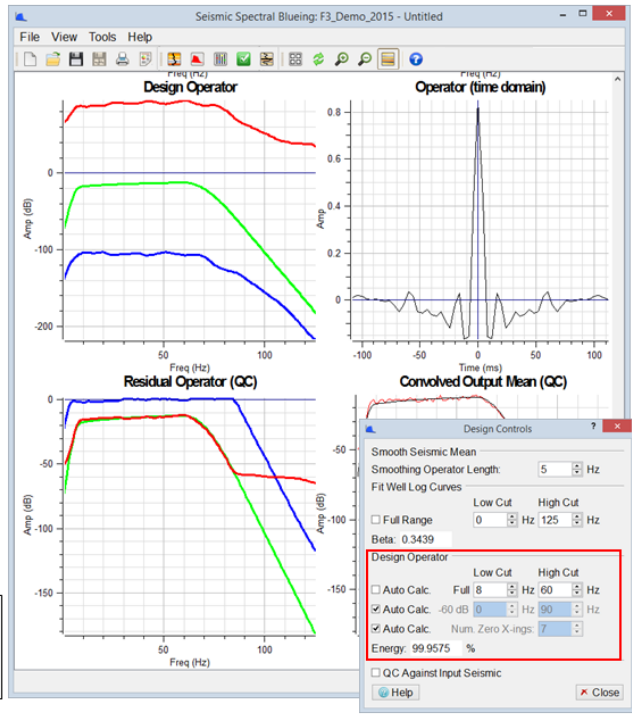 Seismic Spectral Blueing: F3_Demo_2015 - Untitled
File View Tools Help
Freq (Hz)
Freq (Hz)
Design Operator
Operator (time domain)
0
-100
-200
Amp (dB)
50
100
Freq (Hz)
0.8
0.6
0.4
0.2
0
Amp
-100
-50
0
50
100
Time (ms)
Residual Operator (QC)
Convolved Output Mean (QC)
0
-50
-100
-150
Amp (dB)
50
100
Freq (Hz)
-50
-100
-150
Amp (dB)
Design Controls
?
Smooth Seismic Mean
Smoothing Operator Length: 5 Hz
Fit Well Log Curves
Low Cut High Cut
Full Range 0 Hz 125 Hz
Beta: 0.3439
Design Operator
Low Cut High Cut
Auto Calc. Full 8 Hz 60 Hz
Auto Calc. -60 dB 0 Hz 90 Hz
Auto Calc. Num. Zero X-ings: 7
Energy: 99.9575 %
QC Against Input Seismic
Help
Close